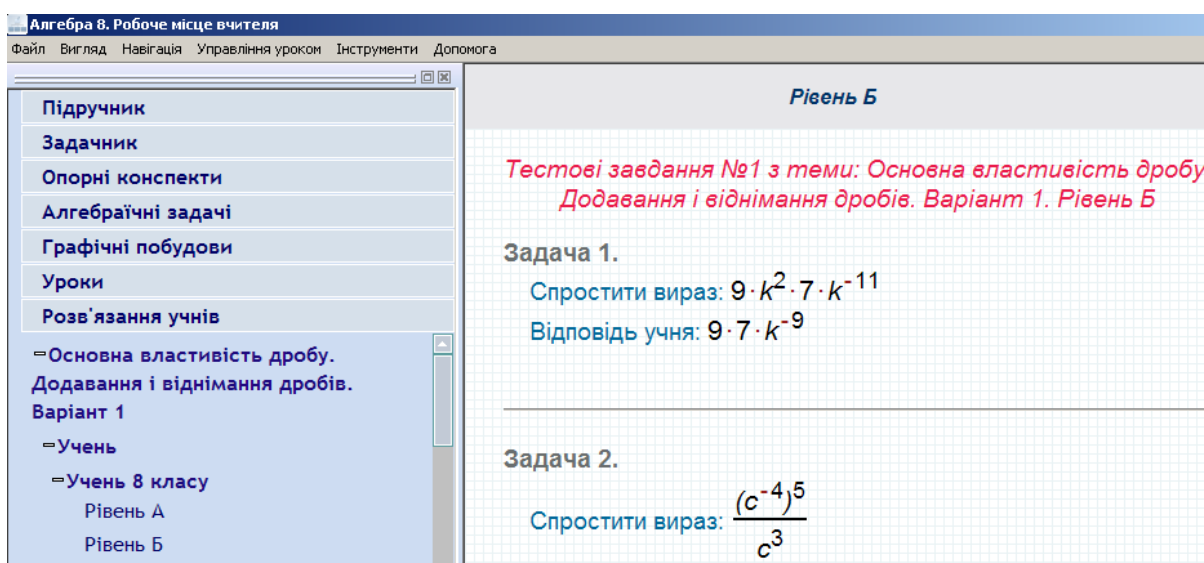 Алгебра 8. Робоче місце вчителя
Файл Вигляд Навігація Управління уроком Інструменти Допомога
Підручник
Задачник
Опорні конспекти
Алгебраїчні задачі
Графічні побудови
Уроки
Розв'язання учнів
Основна властивість дробу.
Додавання і віднімання дробів.
Варіант 1
Учень
Учень 8 класу
Рівень А
Рівень Б
Рівень Б
Тестові завдання №1 з теми: Основна властивість дробу
Додавання і віднімання дробів. Варіант 1. Рівень Б
Задача 1.
Спростити вираз: 9·k²·7·k⁻¹¹
Відповідь учня: 9·7·k⁻⁹
Задача 2.
Спростити вираз: (c⁻⁴)⁵ / c³